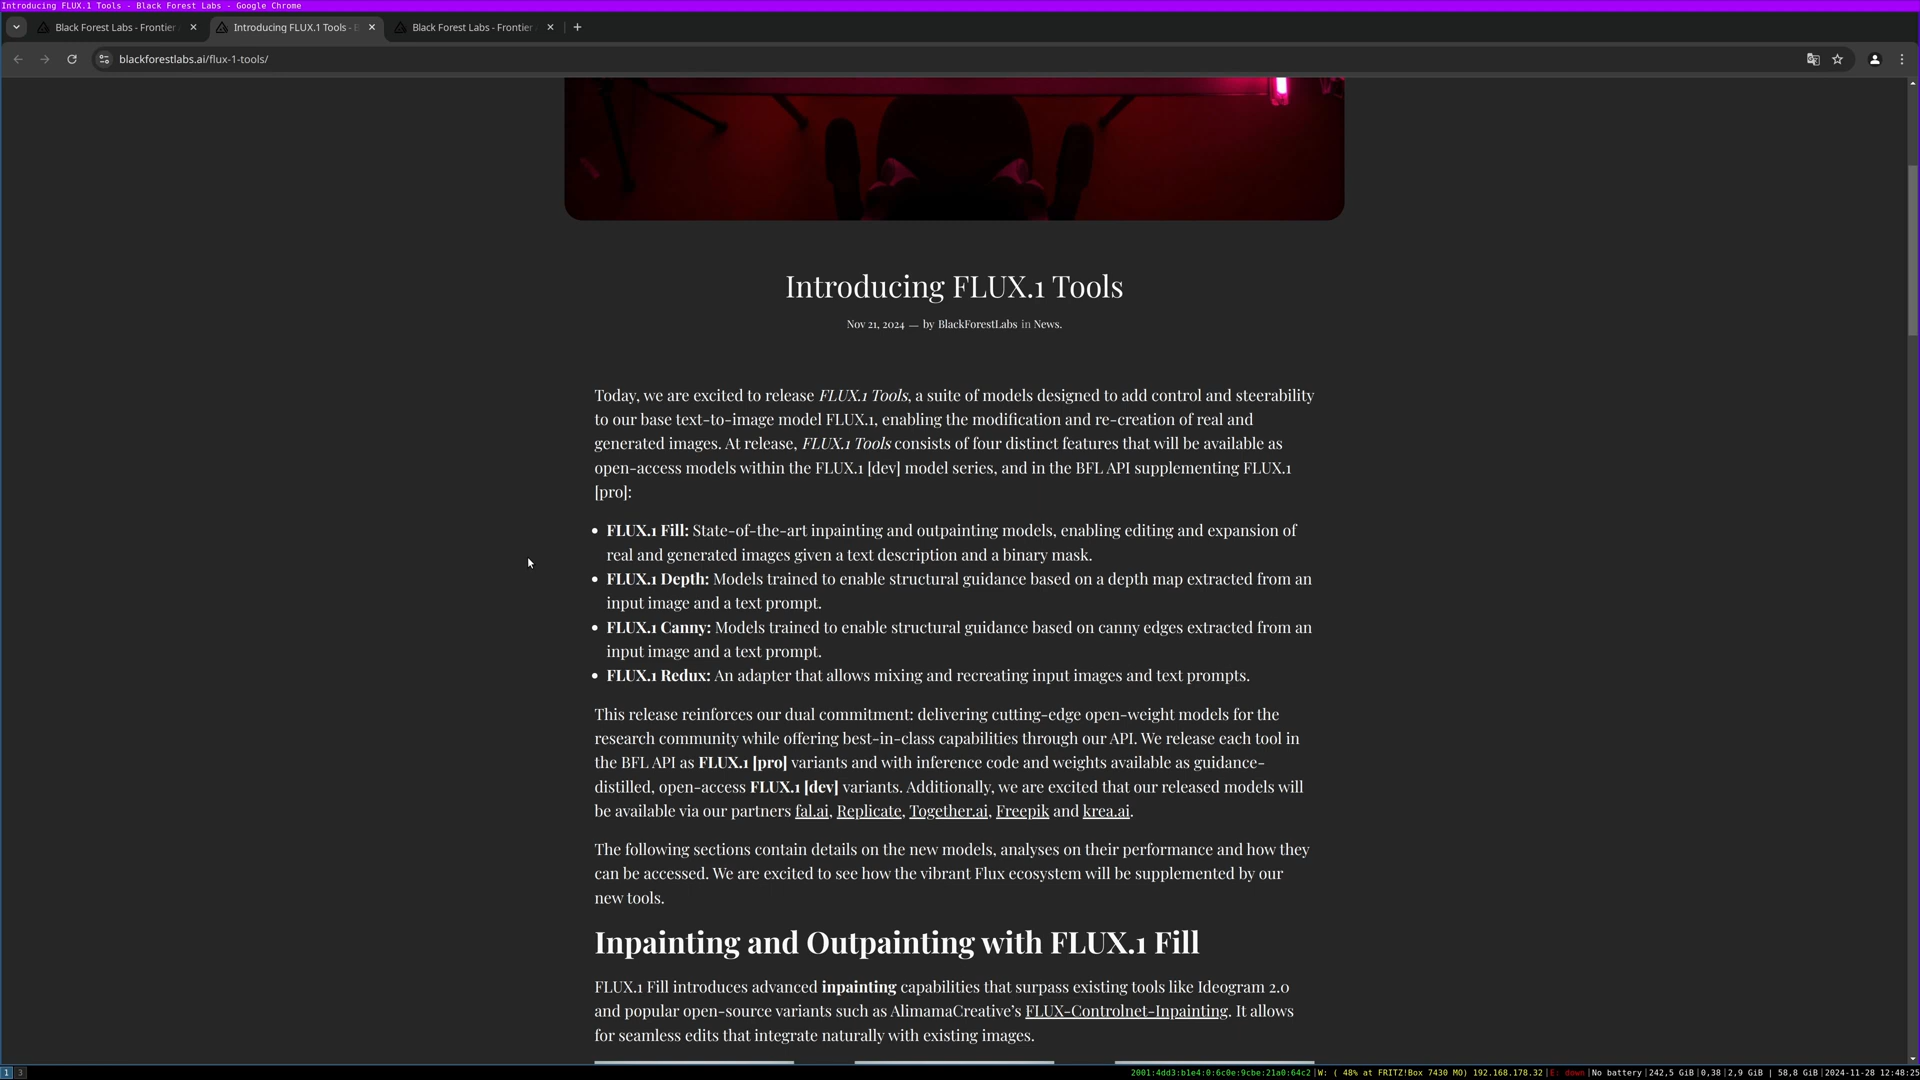 Introducing FLUX.1 Tools - Black Forest Labs - Google Chrome
Black Forest Labs - Frontier
Introducing FLUX.1 Tools - B
Black Forest Labs - Frontier
blackforestlabs.ai/flux-1-tools/
Introducing FLUX.1 Tools
Nov 21, 2024 — by BlackForestLabs in News.
Today, we are excited to release FLUX.1 Tools, a suite of models designed to add control and steerability
to our base text-to-image model FLUX.1, enabling the modification and re-creation of real and
generated images. At release, FLUX.1 Tools consists of four distinct features that will be available as
open-access models within the FLUX.1 [dev] model series, and in the BFL API supplementing FLUX.1
[pro]:
• FLUX.1 Fill: State-of-the-art inpainting and outpainting models, enabling editing and expansion of
real and generated images given a text description and a binary mask.
• FLUX.1 Depth: Models trained to enable structural guidance based on a depth map extracted from an
input image and a text prompt.
• FLUX.1 Canny: Models trained to enable structural guidance based on canny edges extracted from an
input image and a text prompt.
• FLUX.1 Redux: An adapter that allows mixing and recreating input images and text prompts.
This release reinforces our dual commitment: delivering cutting-edge open-weight models for the
research community while offering best-in-class capabilities through our API. We release each tool in
the BFL API as FLUX.1 [pro] variants and with inference code and weights available as guidance-
distilled, open-access FLUX.1 [dev] variants. Additionally, we are excited that our released models will
be available via our partners fal.ai, Replicate, Together.ai, Freepik and krea.ai.
The following sections contain details on the new models, analyses on their performance and how they
can be accessed. We are excited to see how the vibrant Flux ecosystem will be supplemented by our
new tools.
Inpainting and Outpainting with FLUX.1 Fill
FLUX.1 Fill introduces advanced inpainting capabilities that surpass existing tools like Ideogram 2.0
and popular open-source variants such as AlimamaCreative's FLUX-Controlnet-Inpainting. It allows
for seamless edits that integrate naturally with existing images.
1 3 2001:4dd3:b1e4:0:6c0e:9cbe:21a0:64c2|W: ( 48% at FRITZ!Box 7430 MO) 192.168.178.32|E: down|No battery|242,5 GiB|0,38|2,9 GiB | 58,8 GiB|2024-11-28 12:48:25